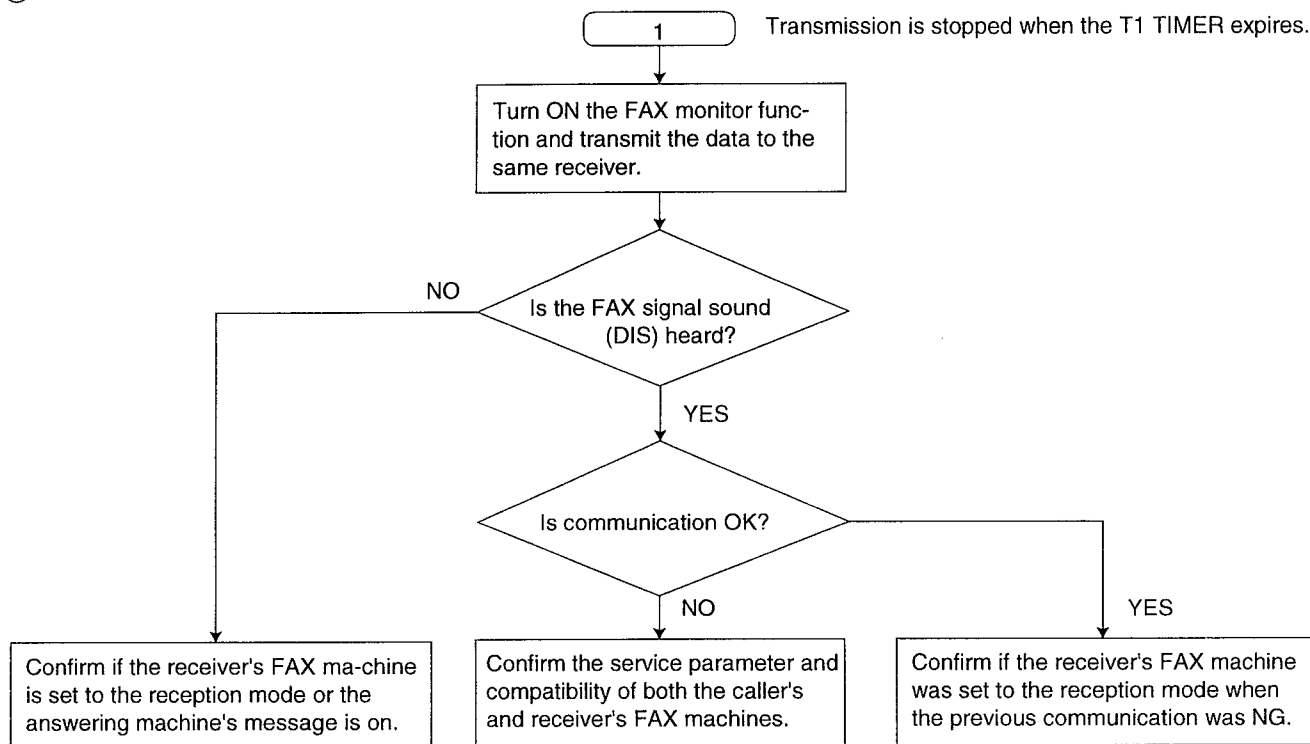 1
Transmission is stopped when the T1 TIMER expires.
Turn ON the FAX monitor func-
tion and transmit the data to the
same receiver.
Is the FAX signal sound
(DIS) heard?
NO
YES
Is communication OK?
NO
YES
Confirm if the receiver's FAX ma-chine
is set to the reception mode or the
answering machine's message is on.
Confirm the service parameter and
compatibility of both the caller's
and receiver's FAX machines.
Confirm if the receiver's FAX machine
was set to the reception mode when
the previous communication was NG.